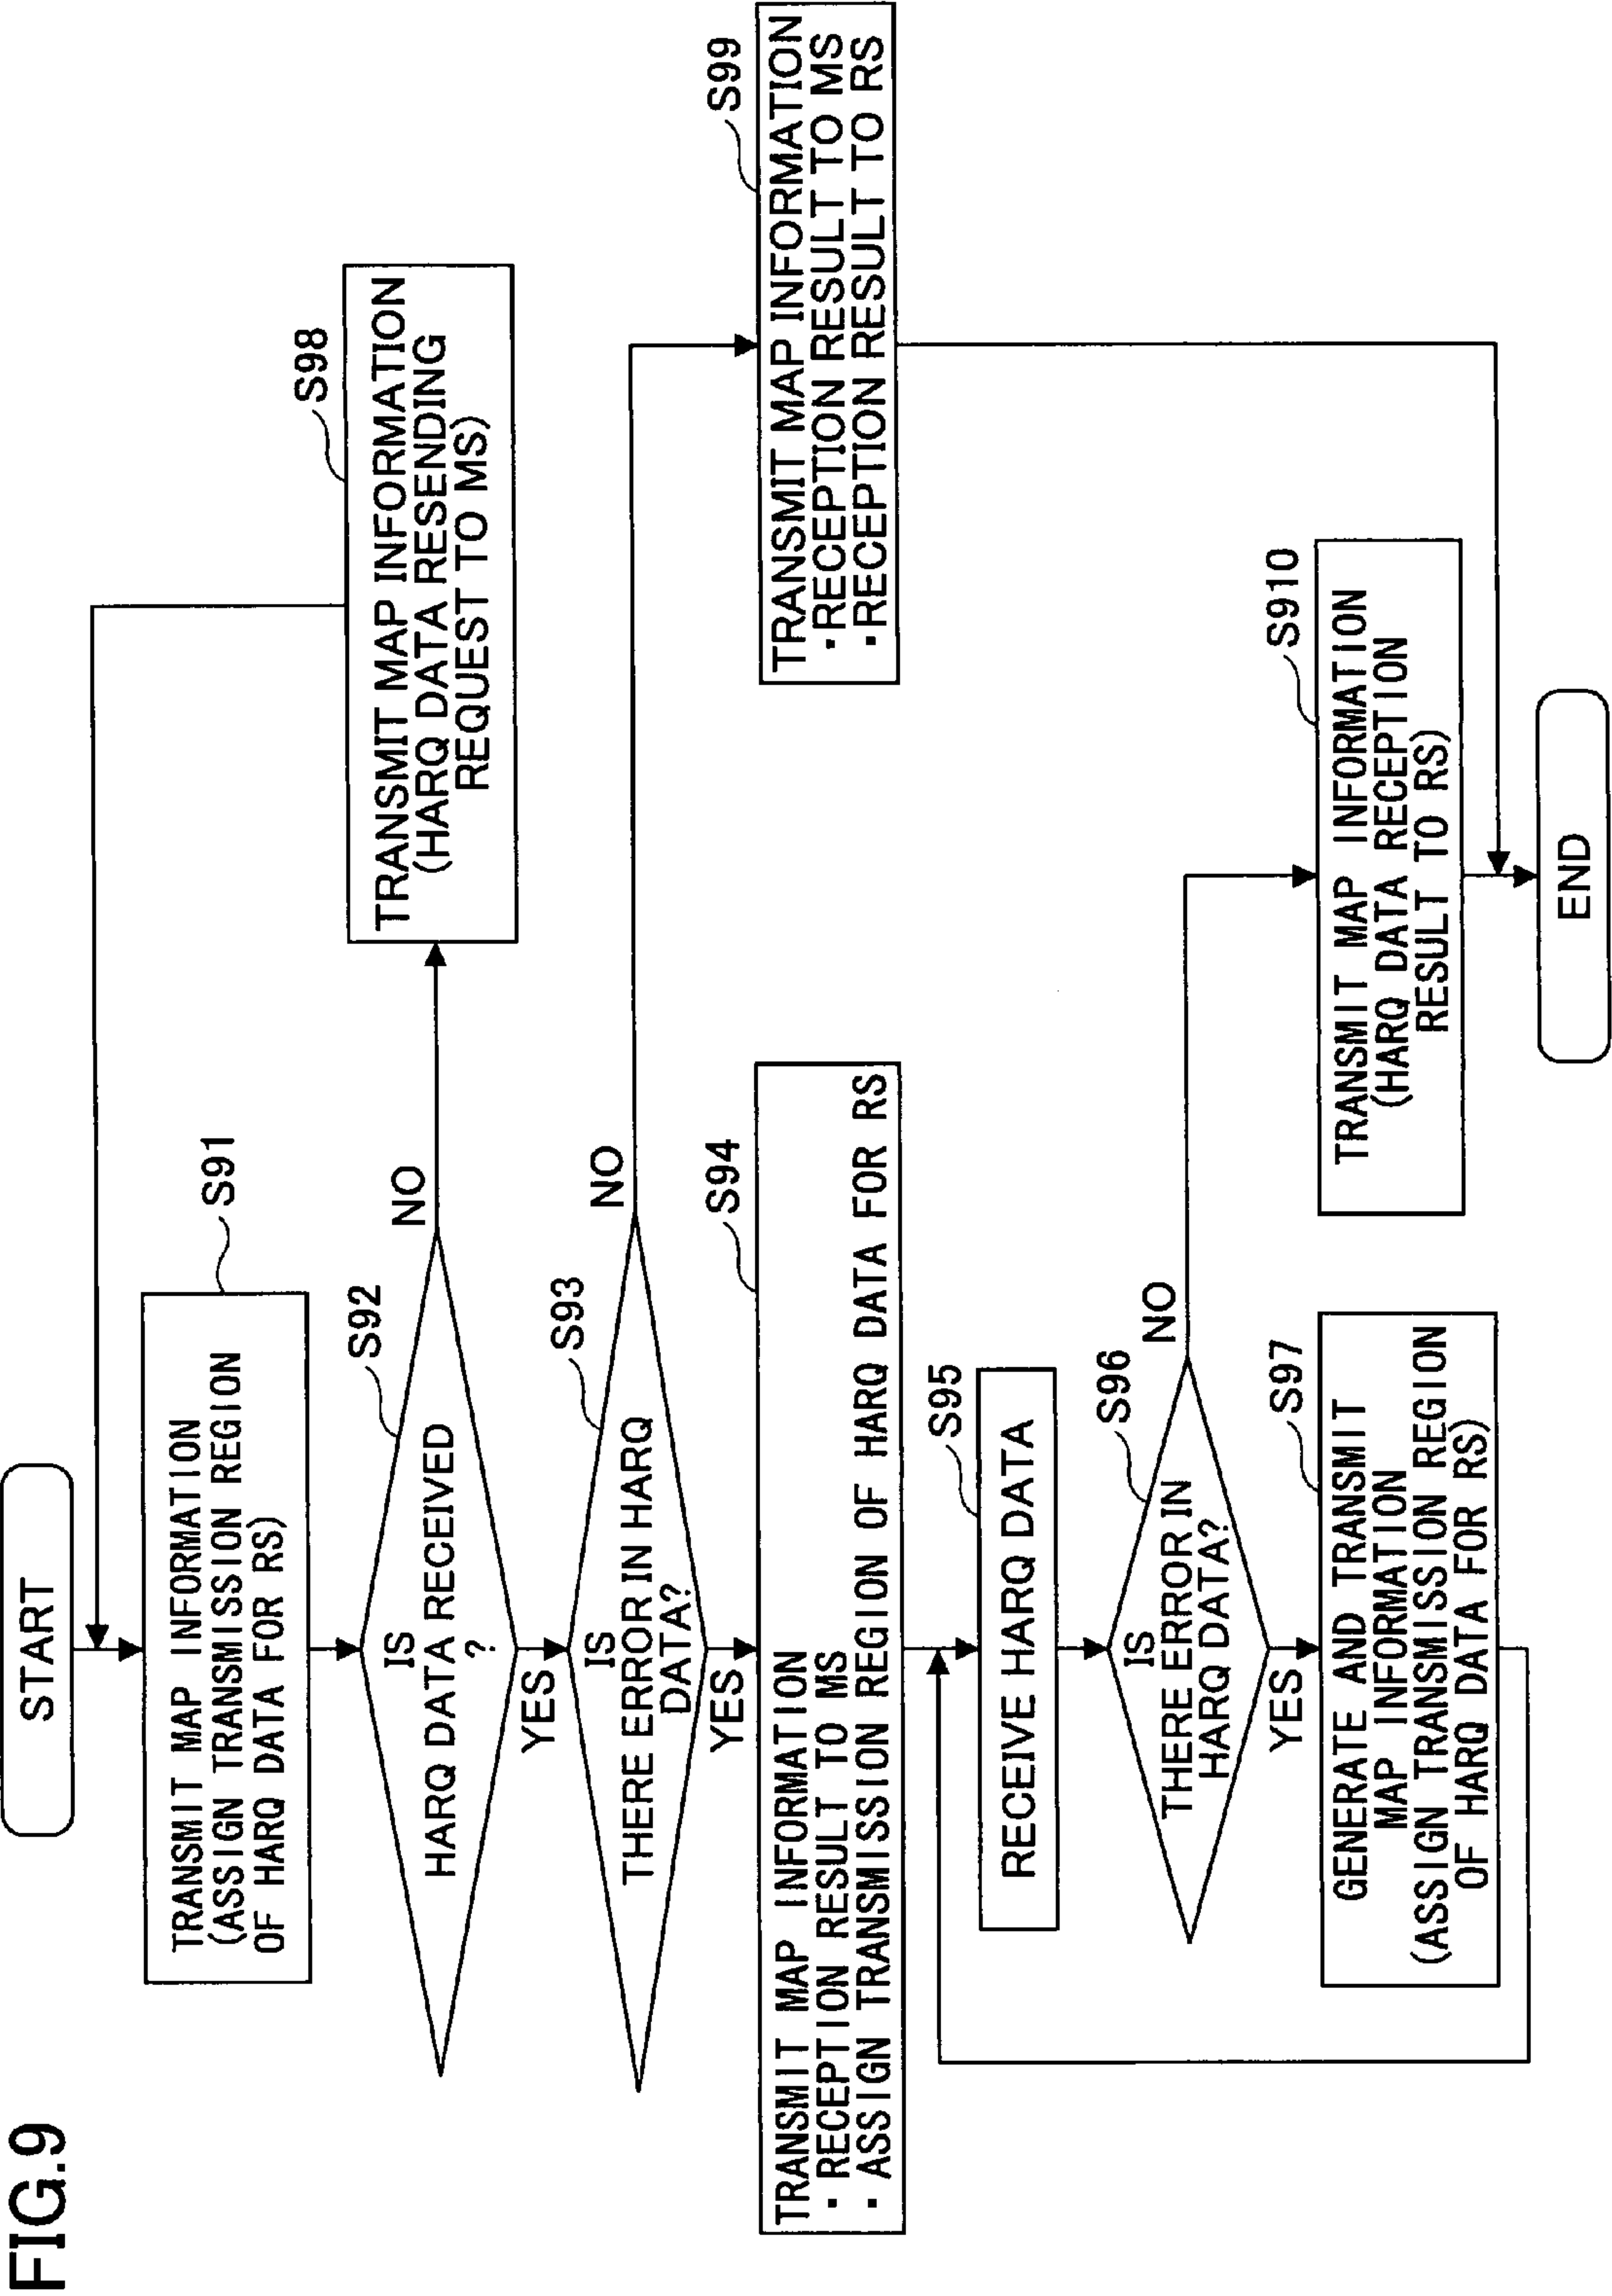 FIG.9
START
S91
TRANSMIT MAP INFORMATION
(ASSIGN TRANSMISSION REGION
OF HARQ DATA FOR RS)
S92
IS
HARQ DATA RECEIVED
?
NO
YES
S98
TRANSMIT MAP INFORMATION
(HARQ DATA RESENDING
REQUEST TO MS)
S93
IS
THERE ERROR IN HARQ
DATA?
NO
YES
S94
TRANSMIT MAP INFORMATION
・RECEPTION RESULT TO MS
・ASSIGN TRANSMISSION REGION OF HARQ DATA FOR RS
S99
TRANSMIT MAP INFORMATION
・RECEPTION RESULT TO MS
・RECEPTION RESULT TO RS
S95
RECEIVE HARQ DATA
S96
IS
THERE ERROR IN
HARQ DATA?
NO
YES
S97
GENERATE AND TRANSMIT
MAP INFORMATION
(ASSIGN TRANSMISSION REGION
OF HARQ DATA FOR RS)
S910
TRANSMIT MAP INFORMATION
(HARQ DATA RECEPTION
RESULT TO RS)
END